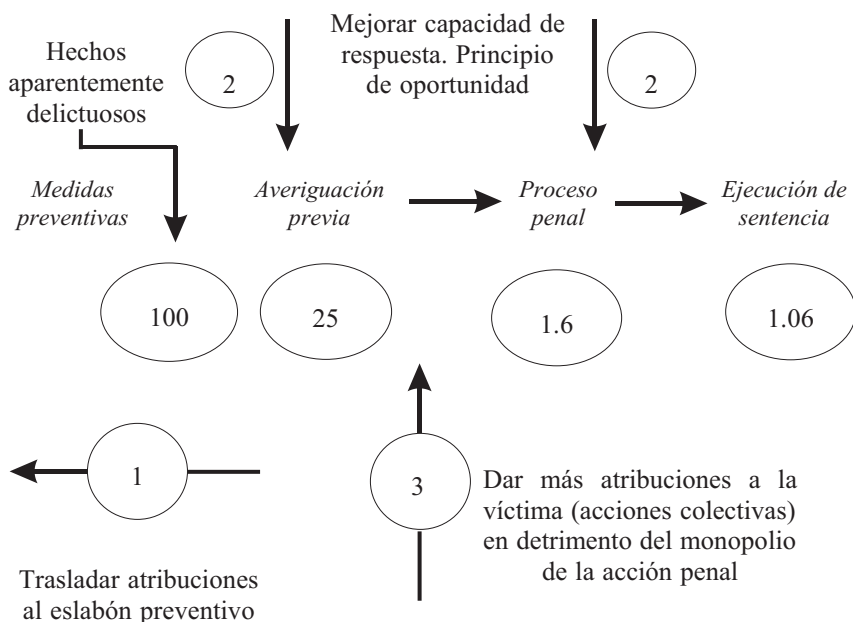 Hechos
aparentemente
delictuosos
2
Mejorar capacidad de
respuesta. Principio
de oportunidad
2
Medidas
preventivas
Averiguación
previa
Proceso
penal
Ejecución de
sentencia
100
25
1.6
1.06
1
3
Dar más atribuciones a la
víctima (acciones colectivas)
en detrimento del monopolio
de la acción penal
Trasladar atribuciones
al eslabón preventivo